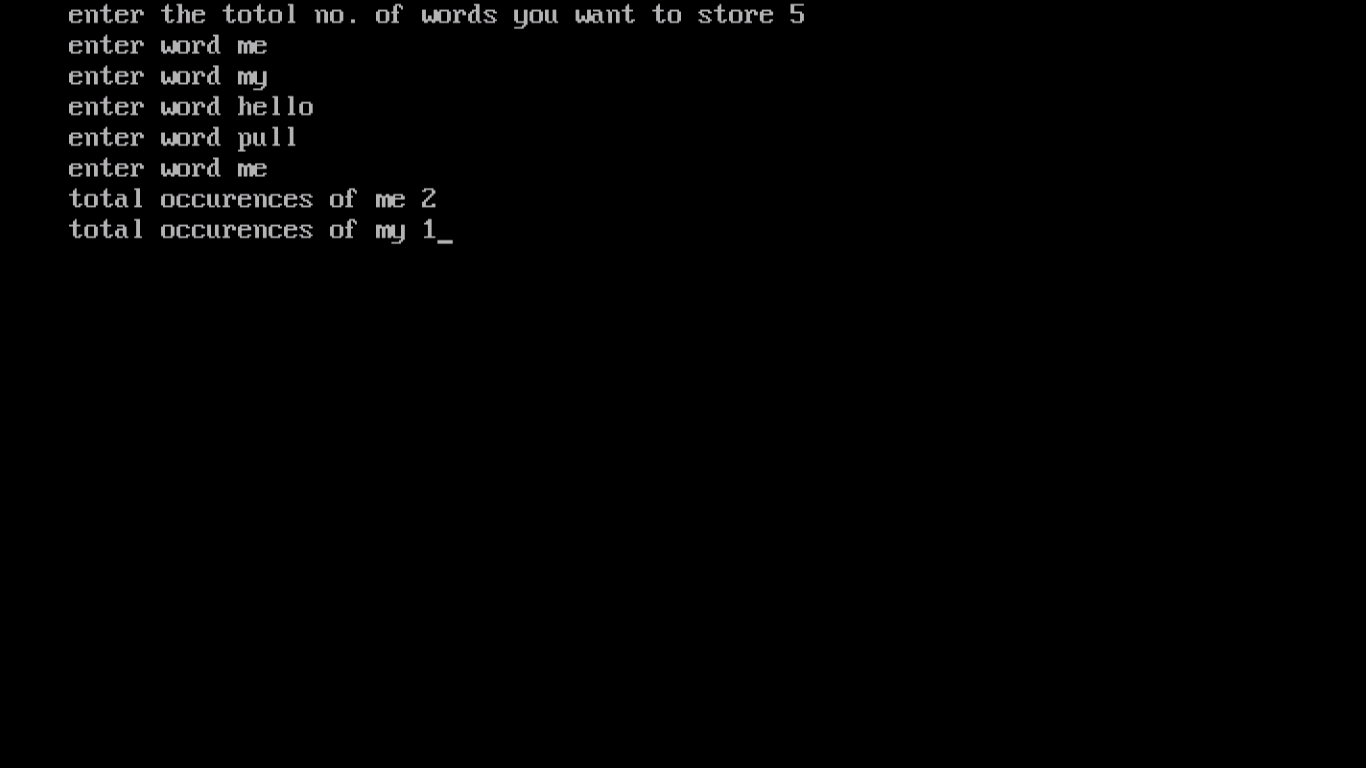 enter the totol no. of words you want to store 5
enter word me
enter word my
enter word hello
enter word pull
enter word me
total occurences of me 2
total occurences of my 1_